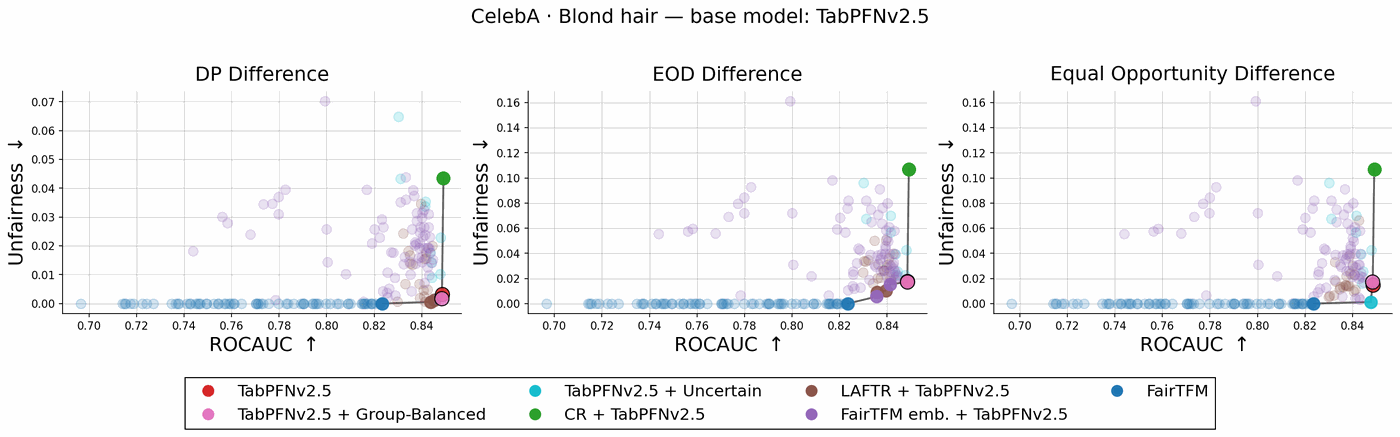 CelebA · Blond hair — base model: TabPFNv2.5
DP Difference
Unfairness ↓
0.07
0.06
0.05
0.04
0.03
0.02
0.01
0.00
0.70 0.72 0.74 0.76 0.78 0.80 0.82 0.84
ROCAUC ↑
EOD Difference
Unfairness ↓
0.16
0.14
0.12
0.10
0.08
0.06
0.04
0.02
0.00
0.70 0.72 0.74 0.76 0.78 0.80 0.82 0.84
ROCAUC ↑
Equal Opportunity Difference
Unfairness ↓
0.16
0.14
0.12
0.10
0.08
0.06
0.04
0.02
0.00
0.70 0.72 0.74 0.76 0.78 0.80 0.82 0.84
ROCAUC ↑
TabPFNv2.5
TabPFNv2.5 + Group-Balanced
TabPFNv2.5 + Uncertain
CR + TabPFNv2.5
LAFTR + TabPFNv2.5
FairTFM emb. + TabPFNv2.5
FairTFM